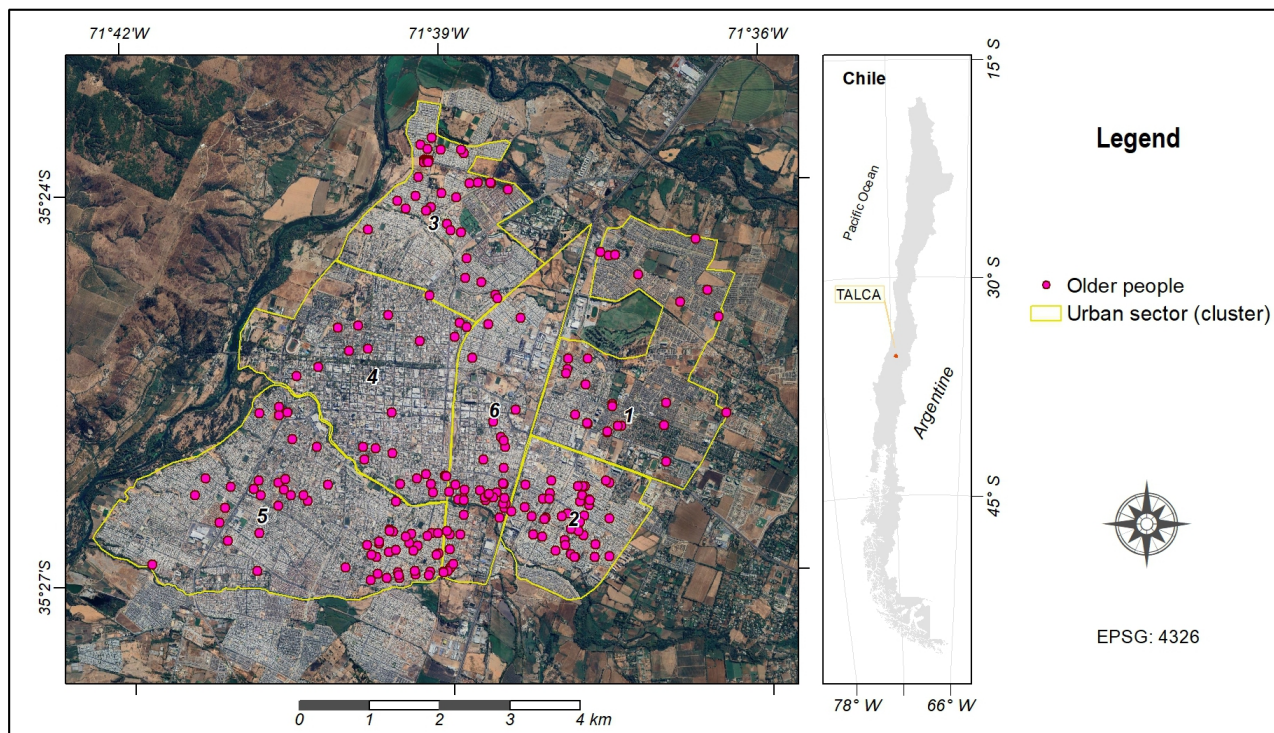 71°42'W
71°39'W
71°36'W
35°24'S
35°27'S
3
4
6
1
5
2
0
1
2
3
4 km
Chile
Pacific Ocean
TALCA
Argentine
15° S
30° S
45° S
78° W
66° W
Legend
Older people
Urban sector (cluster)
EPSG: 4326